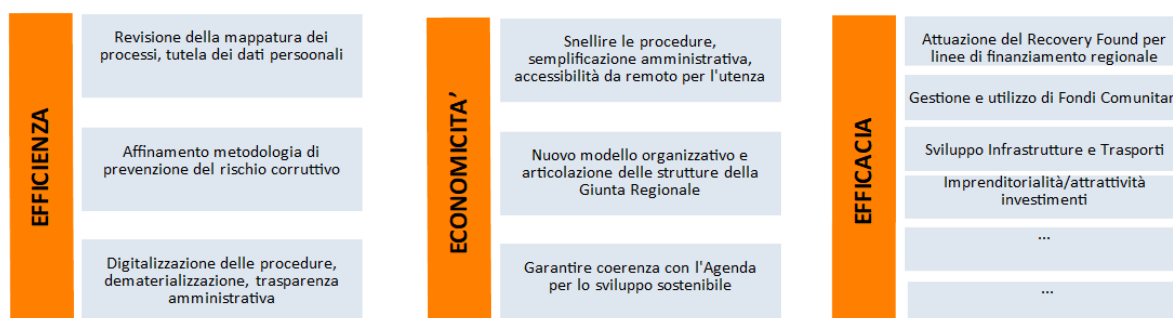 EFFICIENZA
Revisione della mappatura dei
processi, tutela dei dati persoonali
Affinamento metodologia di
prevenzione del rischio corruttivo
Digitalizzazione delle procedure,
dematerializzazione, trasparenza
amministrativa
ECONOMICITA’
Snellire le procedure,
semplificazione amministrativa,
accessibilità da remoto per l'utenza
Nuovo modello organizzativo e
articolazione delle strutture della
Giunta Regionale
Garantire coerenza con l'Agenda
per lo sviluppo sostenibile
EFFICACIA
Attuazione del Recovery Found per
linee di finanziamento regionale
Gestione e utilizzo di Fondi Comunitar
Sviluppo Infrastrutture e Trasporti
Imprenditorialità/attrattività
investimenti
...
...